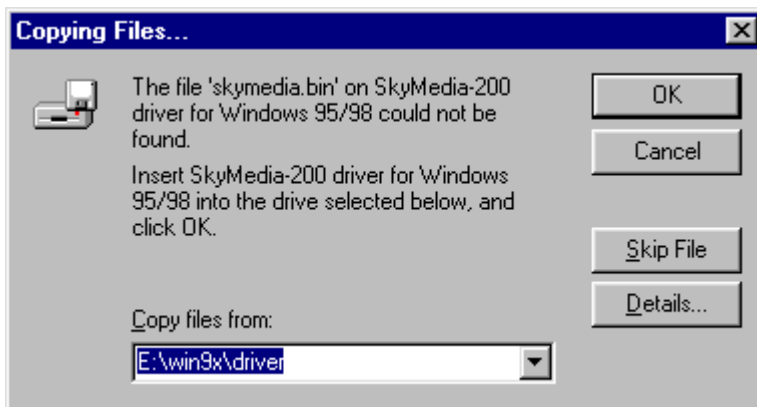 Copying Files...
The file 'skymedia.bin' on SkyMedia-200
driver for Windows 95/98 could not be
found.
Insert SkyMedia-200 driver for Windows
95/98 into the drive selected below, and
click OK.
OK
Cancel
Skip File
Details...
Copy files from:
E:\win9x\driver